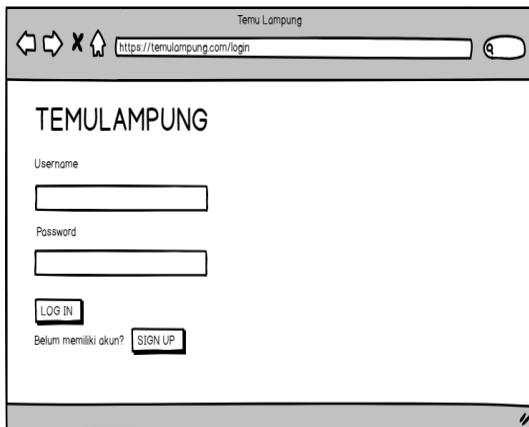 Temu Lampung
https://temulampung.com/login
TEMULAMPUNG
Username
Password
LOG IN
Belum memiliki akun? SIGN UP